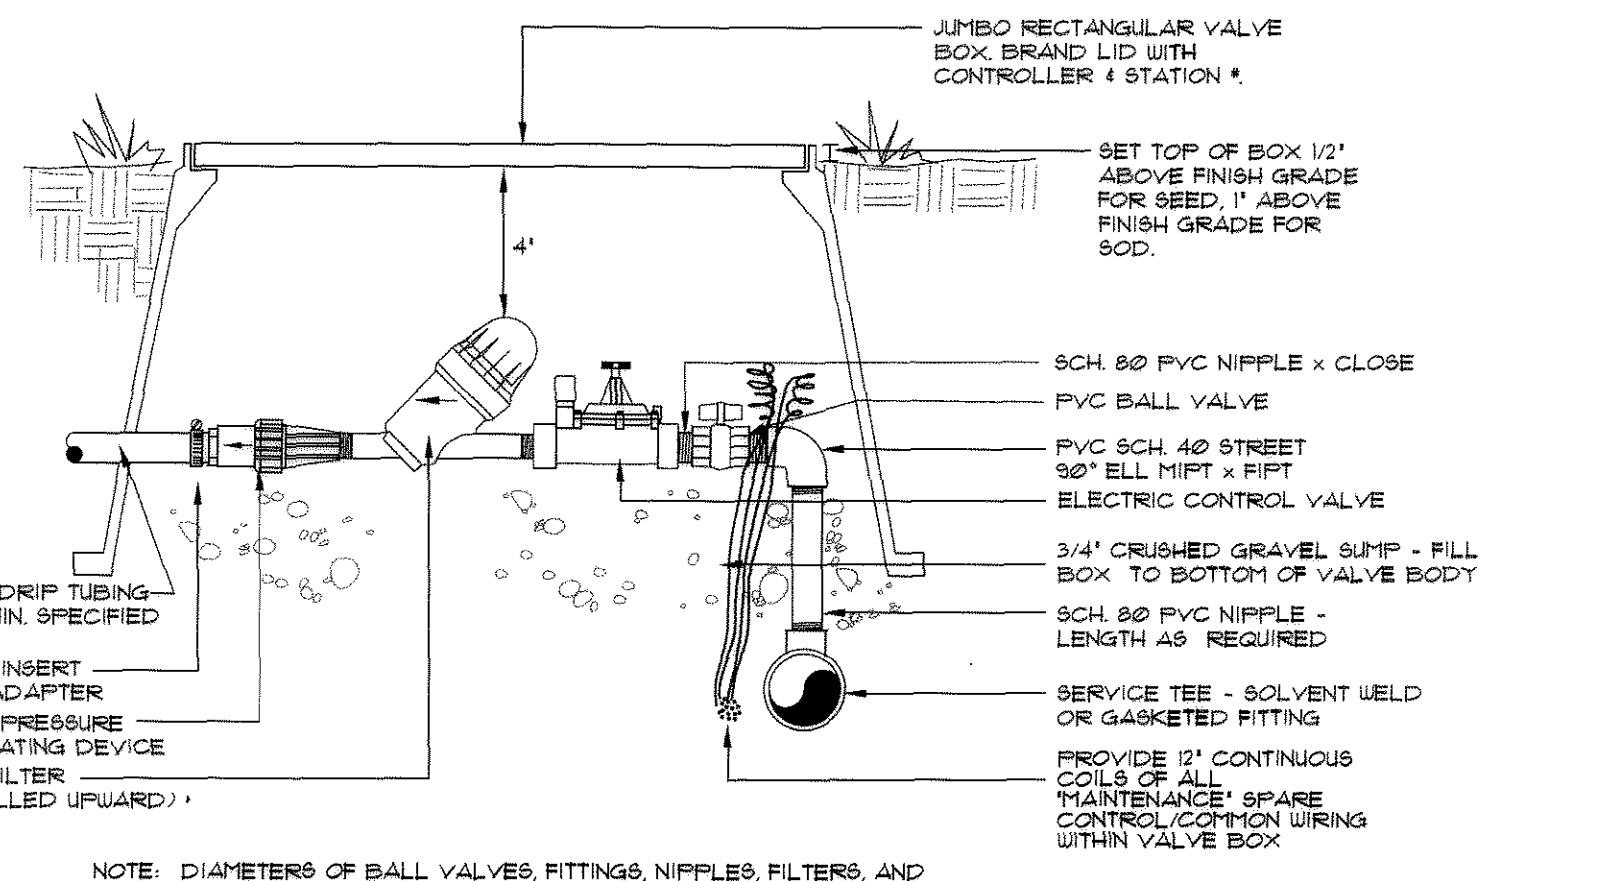 JUMBO RECTANGULAR VALVE
BOX. BRAND LID WITH
CONTROLLER & STATION #.
SET TOP OF BOX 1/2"
ABOVE FINISH GRADE
FOR SEED, 1" ABOVE
FINISH GRADE FOR
SOD.
4"
SCH. 80 PVC NIPPLE x CLOSE
PVC BALL VALVE
PVC SCH. 40 STREET
90° ELL MIPT x FIPT
ELECTRIC CONTROL VALVE
3/4" CRUSHED GRAVEL SUMP - FILL
BOX TO BOTTOM OF VALVE BODY
SCH. 80 PVC NIPPLE -
LENGTH AS REQUIRED
SERVICE TEE - SOLVENT WELD
OR GASKETED FITTING
PROVIDE 12" CONTINUOUS
COILS OF ALL
"MAINTENANCE" SPARE
CONTROL/COMMON WIRING
WITHIN VALVE BOX
DRIP TUBING
IN. SPECIFIED
INSERT
ADAPTER
PRESSURE
ATING DEVICE
ILTER
LLED UPWARD)
NOTE: DIAMETERS OF BALL VALVES, FITTINGS, NIPPLES, FILTERS, AND